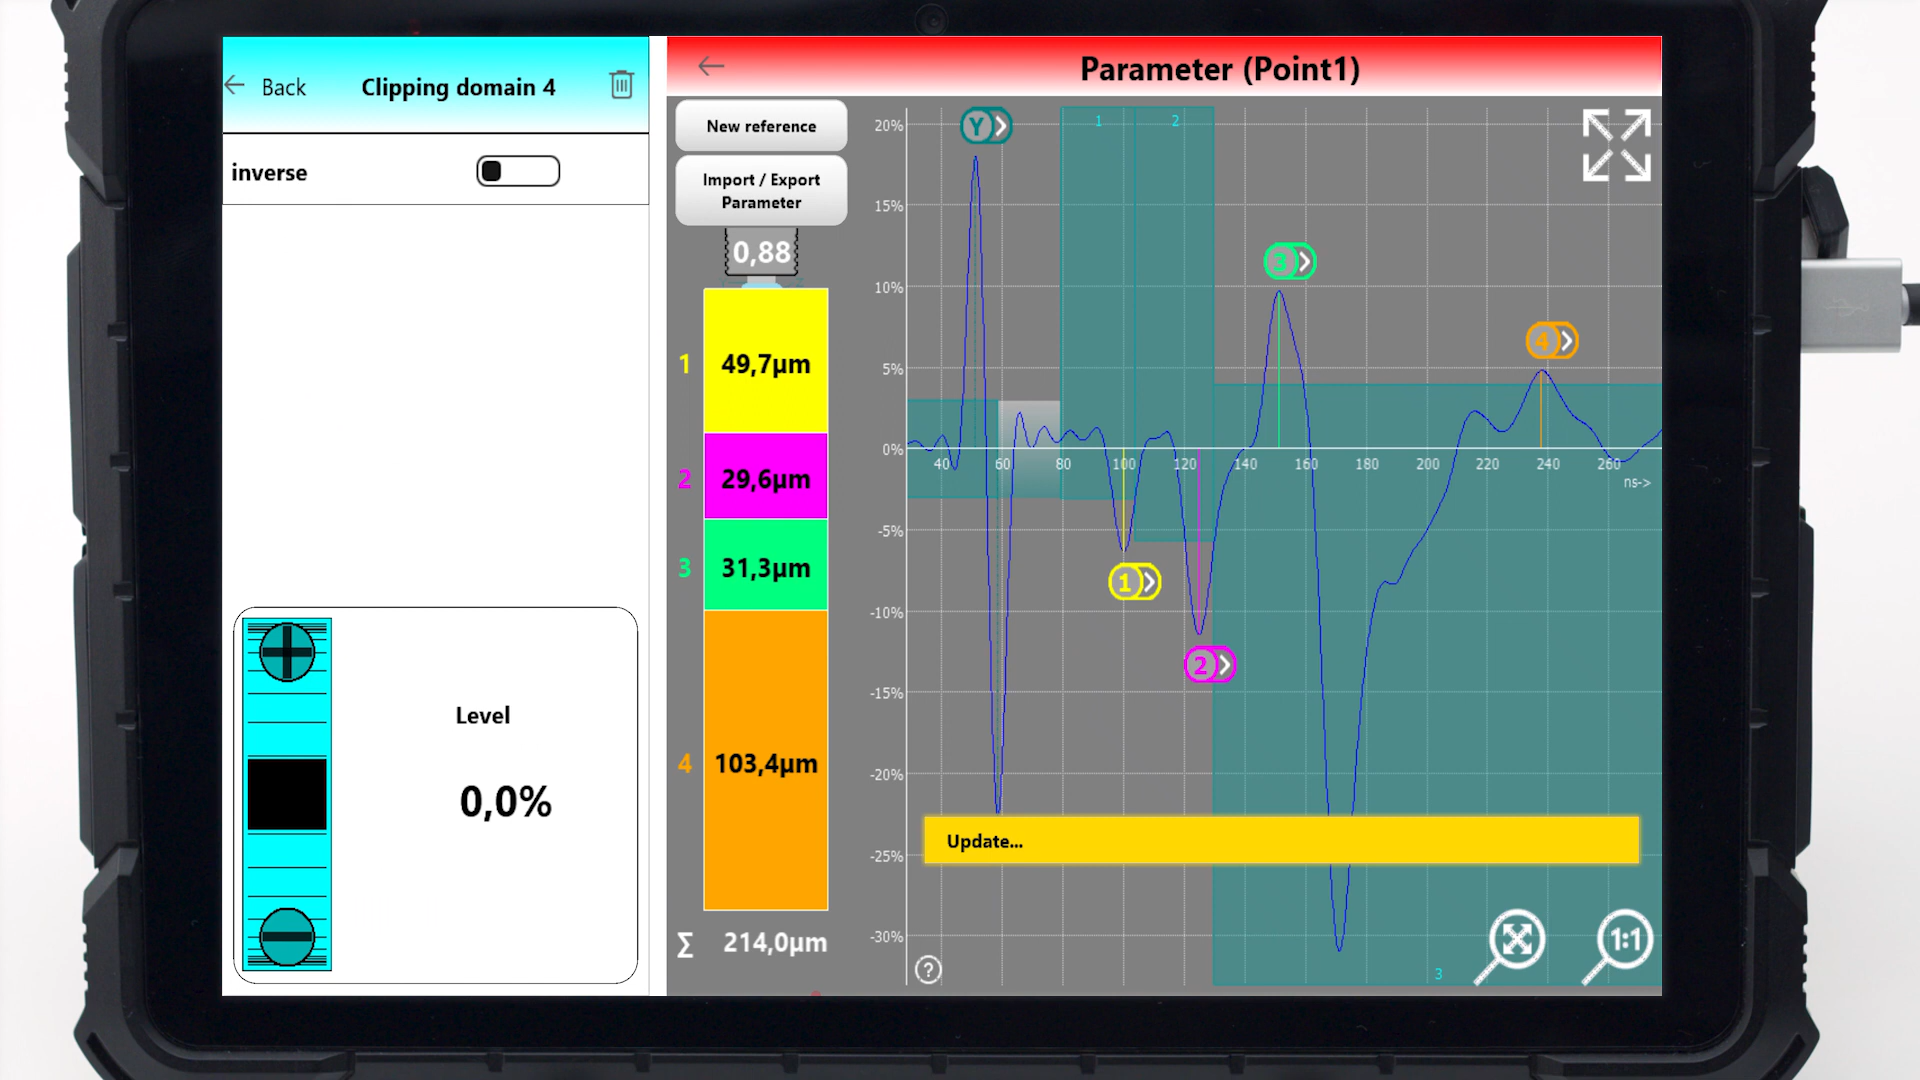 Back
Clipping domain 4
inverse
Level
0,0%
Parameter (Point1)
New reference
Import / Export
Parameter
0,88
1
49,7µm
2
29,6µm
3
31,3µm
4
103,4µm
Σ
214,0µm
?
20%
15%
10%
5%
0%
-5%
-10%
-15%
-20%
-25%
-30%
Y
1
2
3
4
40
60
80
100
120
140
160
180
200
220
240
260
ns->
1
2
Update...
3
1:1